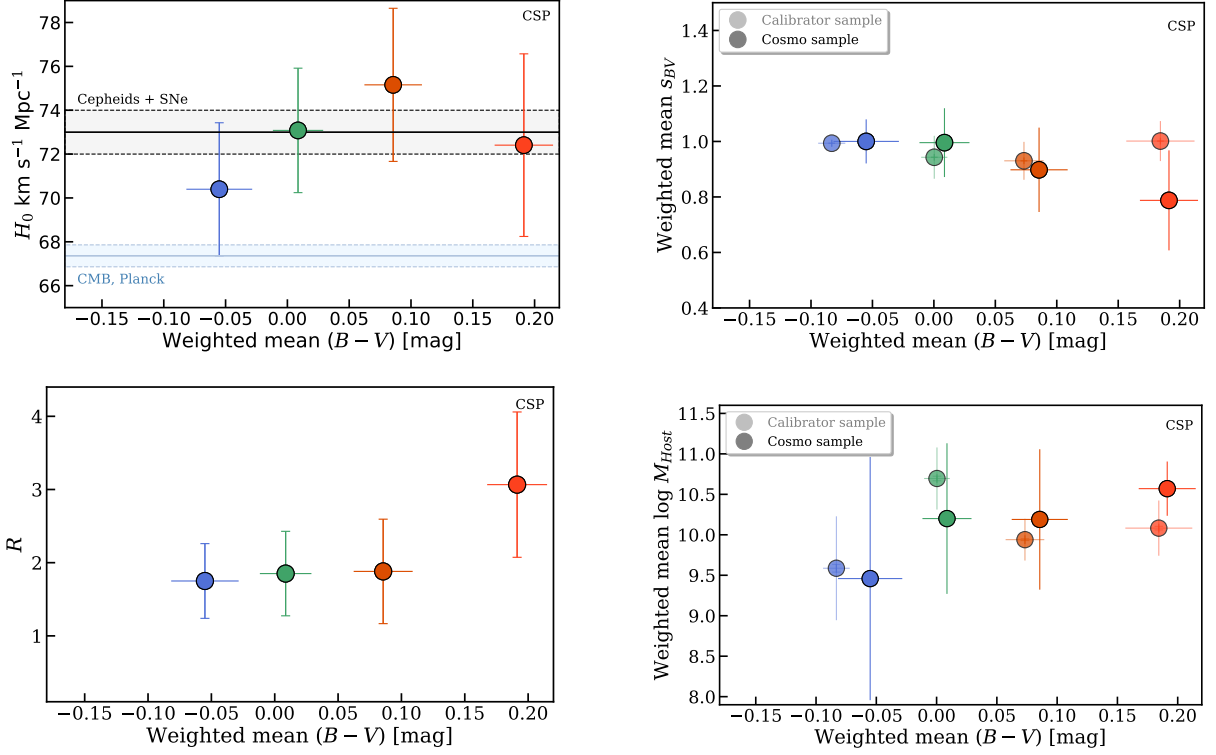 CSP
78
76
74
72
70
68
66
Cepheids + SNe
CMB, Planck
H₀ km s⁻¹ Mpc⁻¹
−0.15 −0.10 −0.05 0.00 0.05 0.10 0.15 0.20
Weighted mean (B − V) [mag]
Calibrator sample
Cosmo sample
CSP
1.4
1.2
1.0
0.8
0.6
0.4
Weighted mean s_BV
−0.15 −0.10 −0.05 0.00 0.05 0.10 0.15 0.20
Weighted mean (B − V) [mag]
CSP
4
3
2
1
R
−0.15 −0.10 −0.05 0.00 0.05 0.10 0.15 0.20
Weighted mean (B − V) [mag]
Calibrator sample
Cosmo sample
CSP
11.5
11.0
10.5
10.0
9.5
9.0
8.5
8.0
Weighted mean log M_Host
−0.15 −0.10 −0.05 0.00 0.05 0.10 0.15 0.20
Weighted mean (B − V) [mag]